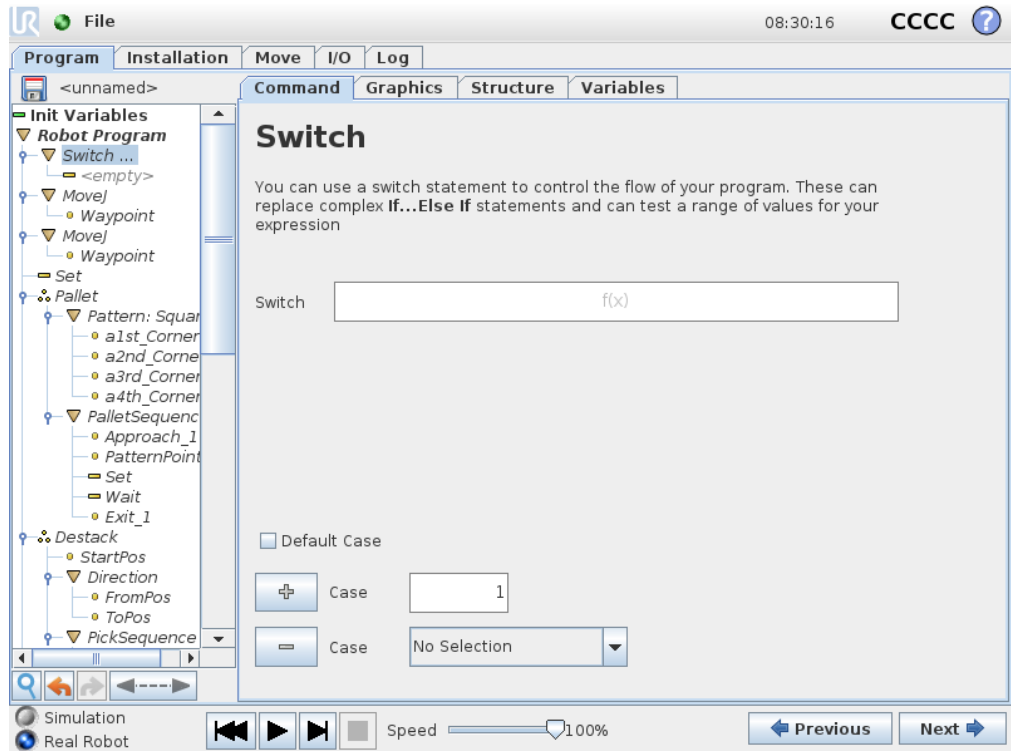 UR File 08:30:16 CCCC ?
Program Installation Move I/O Log
<unnamed> Command Graphics Structure Variables
Init Variables
Robot Program
Switch ...
<empty>
MoveJ
Waypoint
MoveJ
Waypoint
Set
Pallet
Pattern: Squar
a1st_Corner
a2nd_Corne
a3rd_Corner
a4th_Corner
PalletSequenc
Approach_1
PatternPoint
Set
Wait
Exit_1
Destack
StartPos
Direction
FromPos
ToPos
PickSequence
Switch
You can use a switch statement to control the flow of your program. These can
replace complex If...Else If statements and can test a range of values for your
expression
Switch f(x)
Default Case
Case 1
Case No Selection
Simulation
Real Robot
Speed 100%
Previous Next